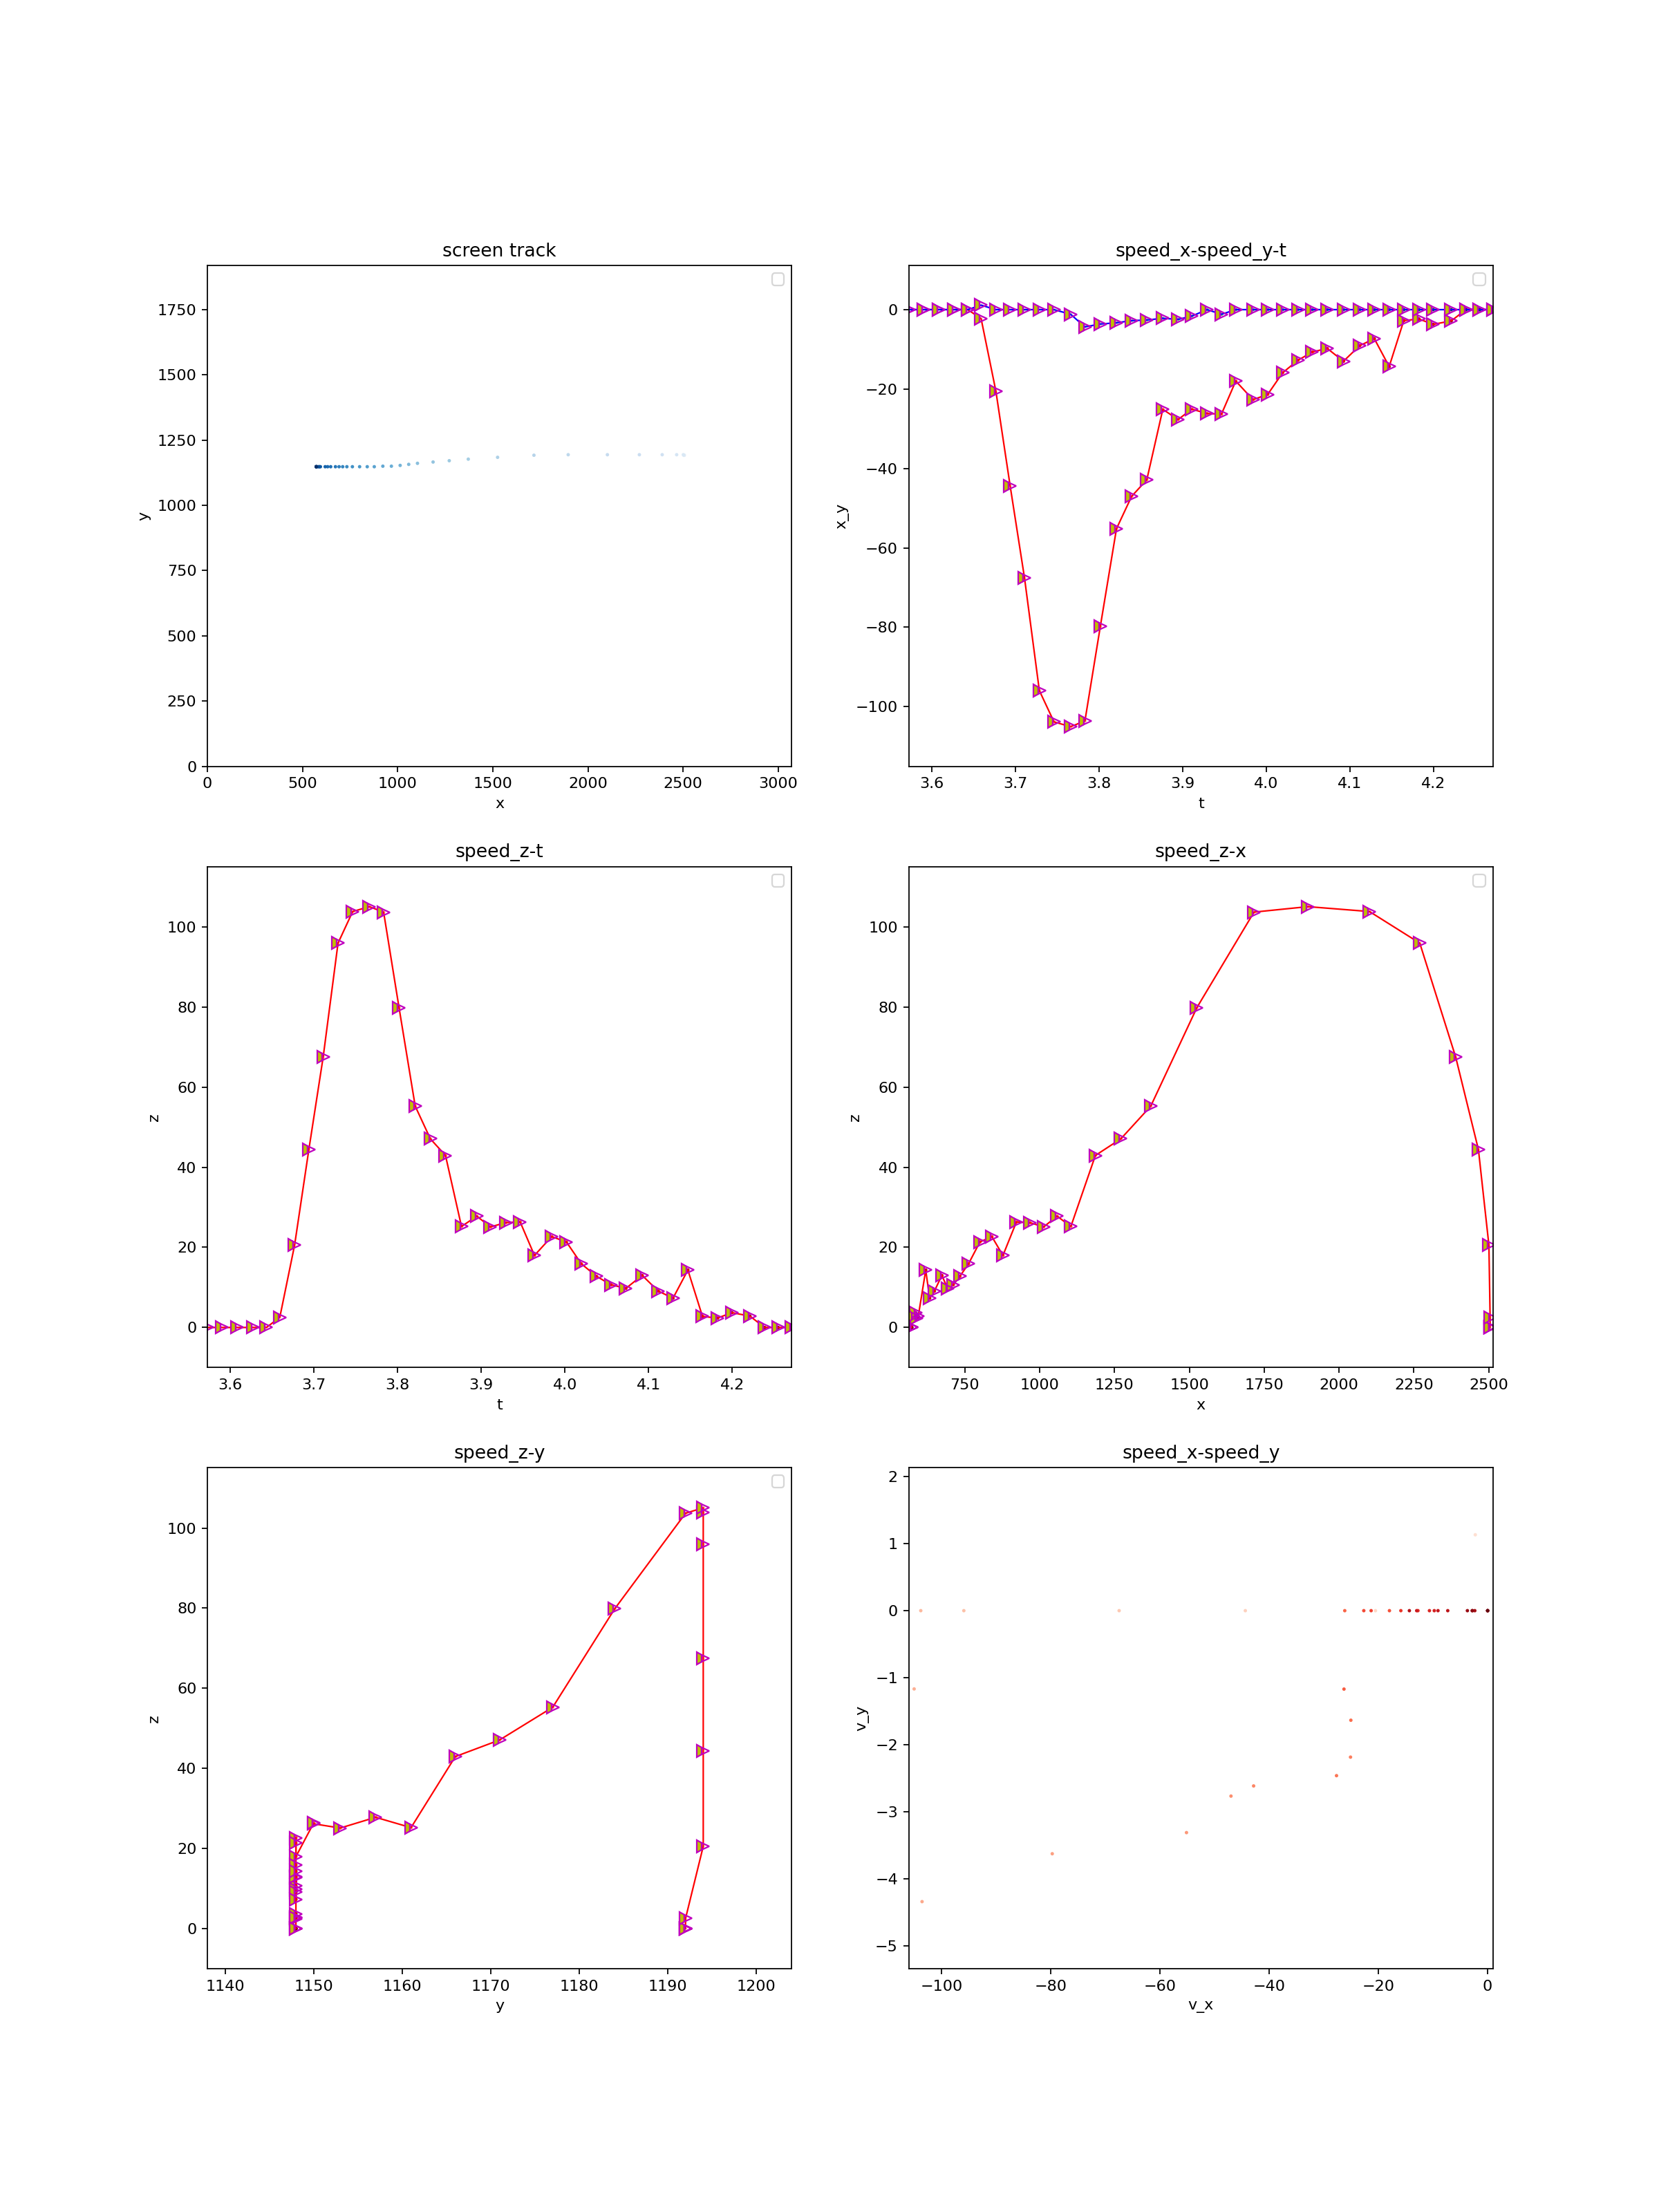 screen track
1750
1500
1250
1000
750
500
250
0
0 500 1000 1500 2000 2500 3000
y
x
speed_x-speed_y-t
0
−20
−40
−60
−80
−100
3.6 3.7 3.8 3.9 4.0 4.1 4.2
x_y
t
speed_z-t
100
80
60
40
20
0
3.6 3.7 3.8 3.9 4.0 4.1 4.2
z
t
speed_z-x
100
80
60
40
20
0
750 1000 1250 1500 1750 2000 2250 2500
z
x
speed_z-y
100
80
60
40
20
0
1140 1150 1160 1170 1180 1190 1200
z
y
speed_x-speed_y
2
1
0
−1
−2
−3
−4
−5
−100 −80 −60 −40 −20 0
v_y
v_x